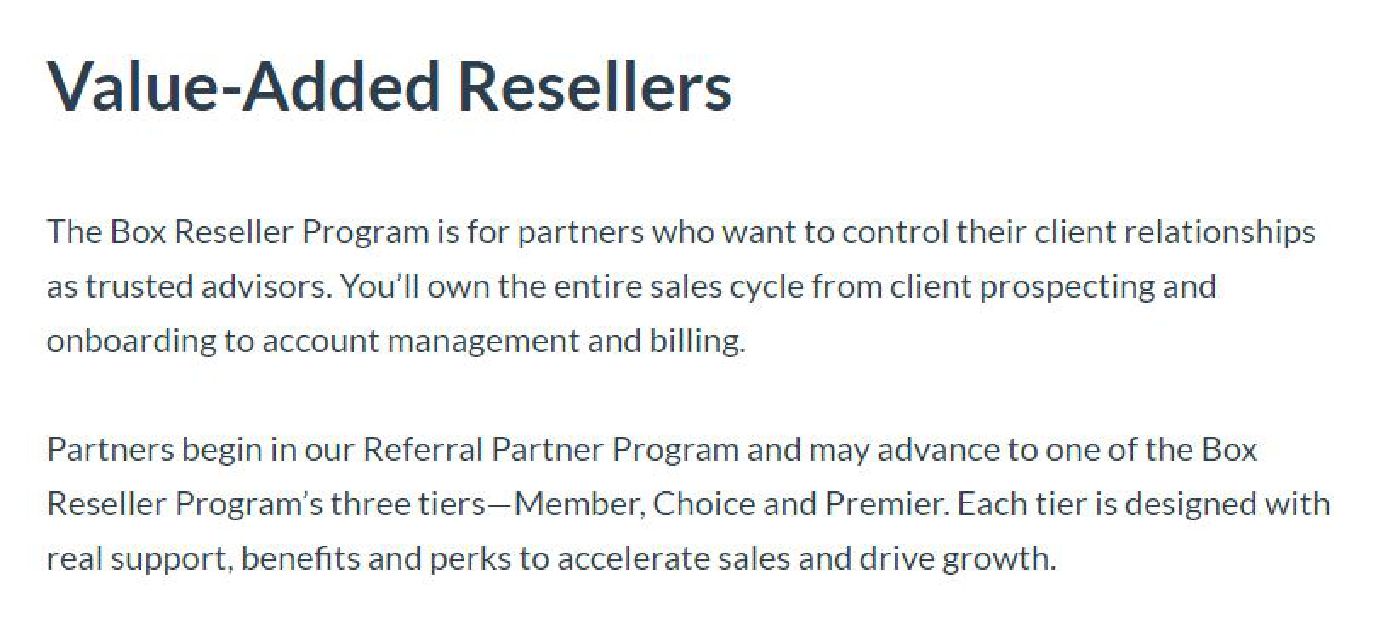 Value-Added Resellers
The Box Reseller Program is for partners who want to control their client relationships
as trusted advisors. You’ll own the entire sales cycle from client prospecting and
onboarding to account management and billing.
Partners begin in our Referral Partner Program and may advance to one of the Box
Reseller Program’s three tiers—Member, Choice and Premier. Each tier is designed with
real support, benefits and perks to accelerate sales and drive growth.